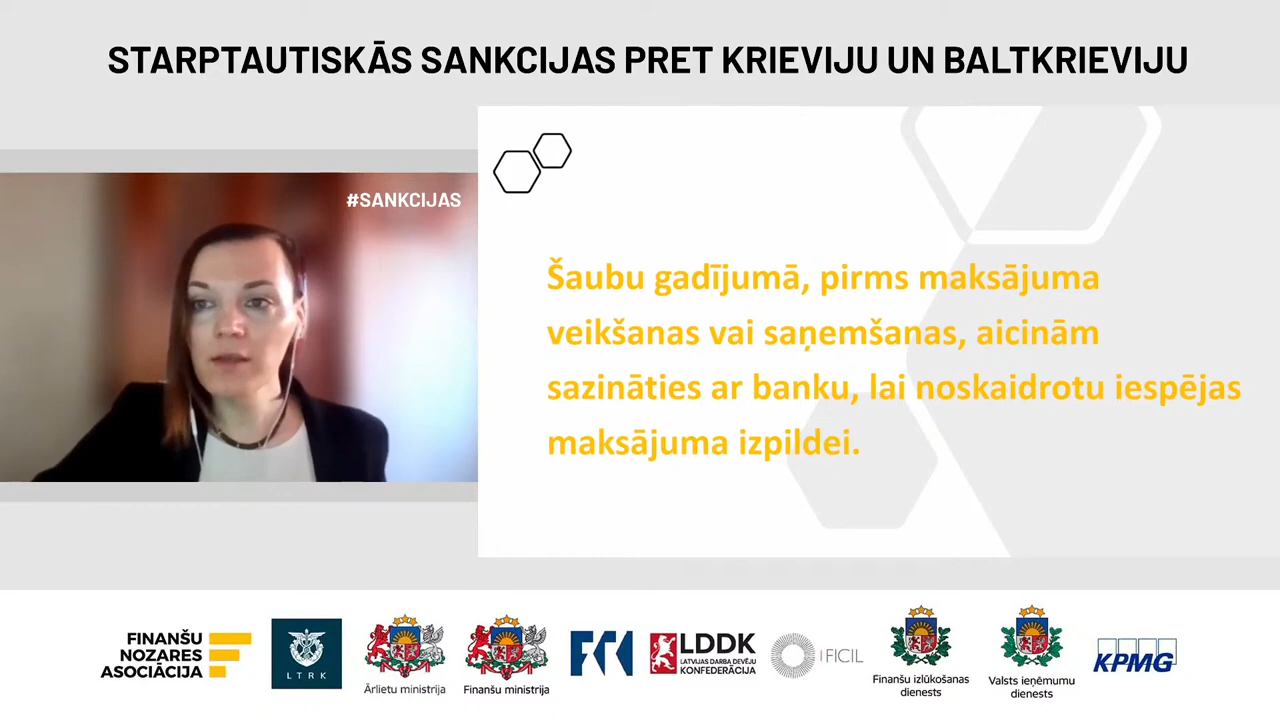 STARPTAUTISKĀS SANKCIJAS PRET KRIEVIJU UN BALTKRIEVIJU
#SANKCIJAS
Šaubu gadījumā, pirms maksājuma
veikšanas vai saņemšanas, aicinām
sazināties ar banku, lai noskaidrotu iespējas
maksājuma izpildei.
FINANŠU
NOZARES
ASOCIĀCIJA
LTRK
Ārlietu ministrija
Finanšu ministrija
LDDK
LATVIJAS DARBA DEVĒJU
KONFEDERĀCIJA
FICIL
Finanšu izlūkošanas
dienests
Valsts ieņēmumu
dienests
KPMG